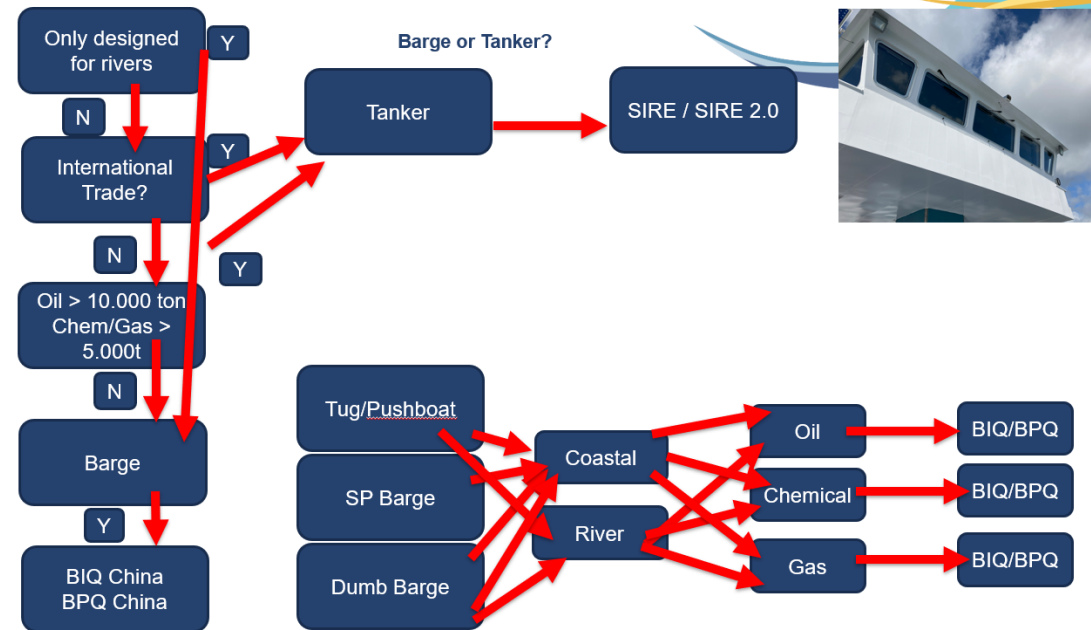 Barge or Tanker?
Only designed
for rivers
Y
N
International
Trade?
Y
N
Y
Oil > 10.000 ton
Chem/Gas >
5.000t
N
Barge
Y
BIQ China
BPQ China
Tanker
SIRE / SIRE 2.0
Tug/Pushboat
SP Barge
Dumb Barge
Coastal
River
Oil
Chemical
Gas
BIQ/BPQ
BIQ/BPQ
BIQ/BPQ